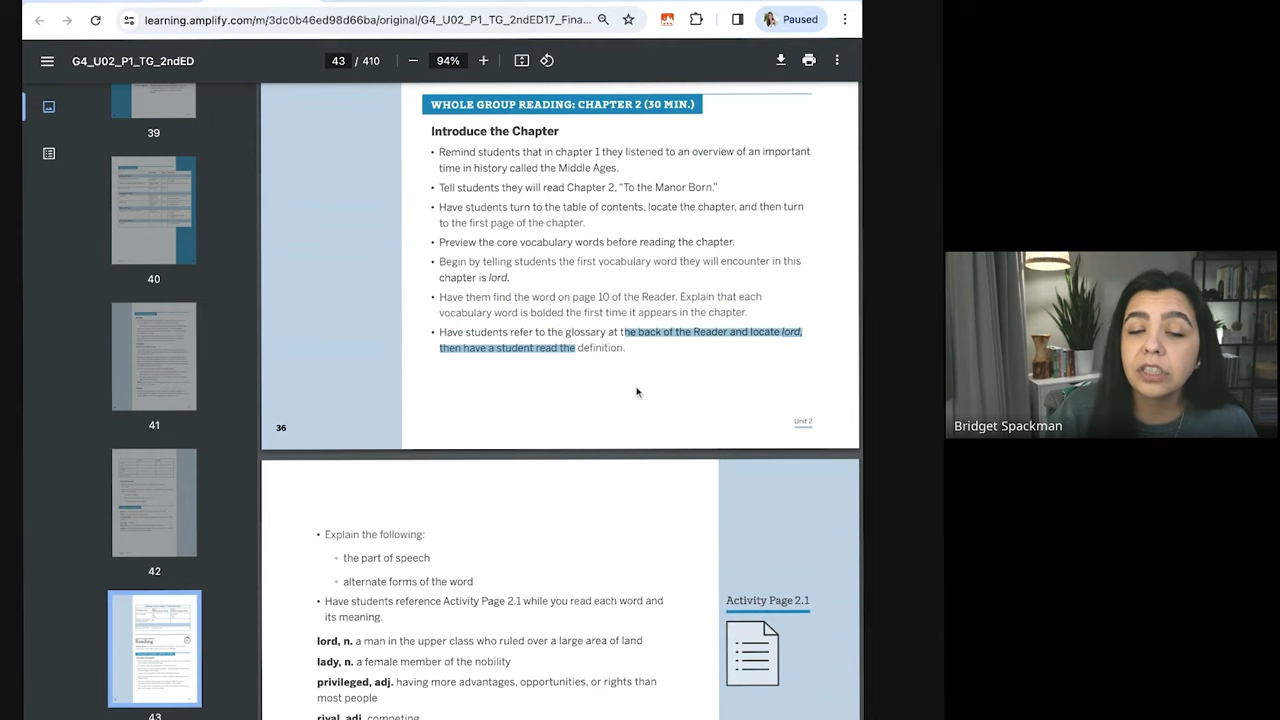 learning.amplify.com/m/3dc0b46ed98d66ba/original/G4_U02_P1_TG_2ndED17_Fina...
Paused
G4_U02_P1_TG_2ndED
43 / 410
94%
39
40
41
42
43
WHOLE GROUP READING: CHAPTER 2 (30 MIN.)
Introduce the Chapter
• Remind students that in chapter 1 they listened to an overview of an important
time in history called the Middle Ages.
• Tell students they will read Chapter 2, “To the Manor Born.”
• Have students turn to the table of contents, locate the chapter, and then turn
to the first page of the chapter.
• Preview the core vocabulary words before reading the chapter.
• Begin by telling students the first vocabulary word they will encounter in this
chapter is lord.
• Have them find the word on page 10 of the Reader. Explain that each
vocabulary word is bolded the first time it appears in the chapter.
• Have students refer to the glossary at the back of the Reader and locate lord,
then have a student read the definition.
36
Unit 2
• Explain the following:
◦ the part of speech
◦ alternate forms of the word
• Have students reference Activity Page 2.1 while you read each word and
its meaning.
lord, n. a man in the upper class who ruled over a large area of land
lady, n. a female member of the nobility
privileged, adj. having more advantages, opportunities, or rights than
most people
rival, adj. competing
Activity Page 2.1
Bridget Spackman